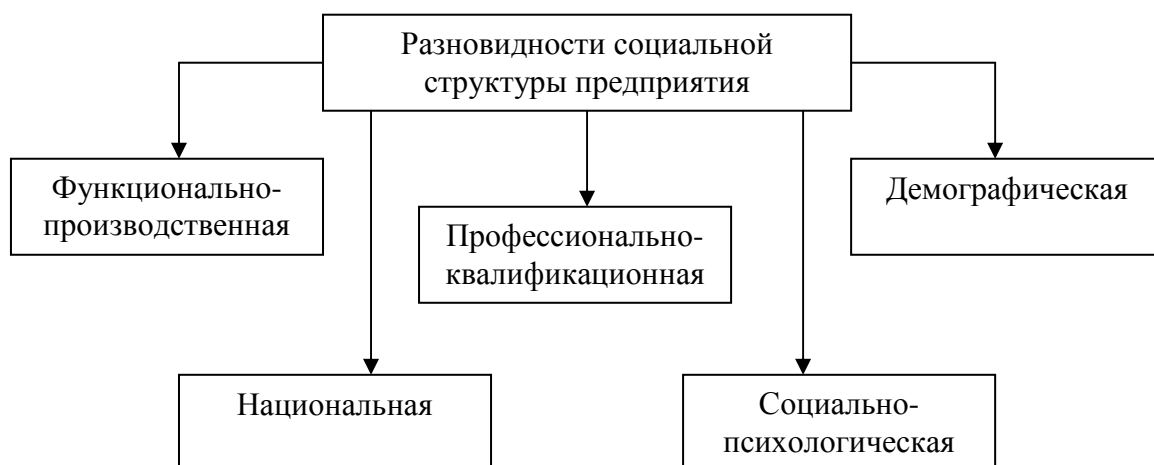 Разновидности социальной
структуры предприятия
Функционально-
производственная
Демографическая
Профессионально-
квалификационная
Национальная
Социально-
психологическая